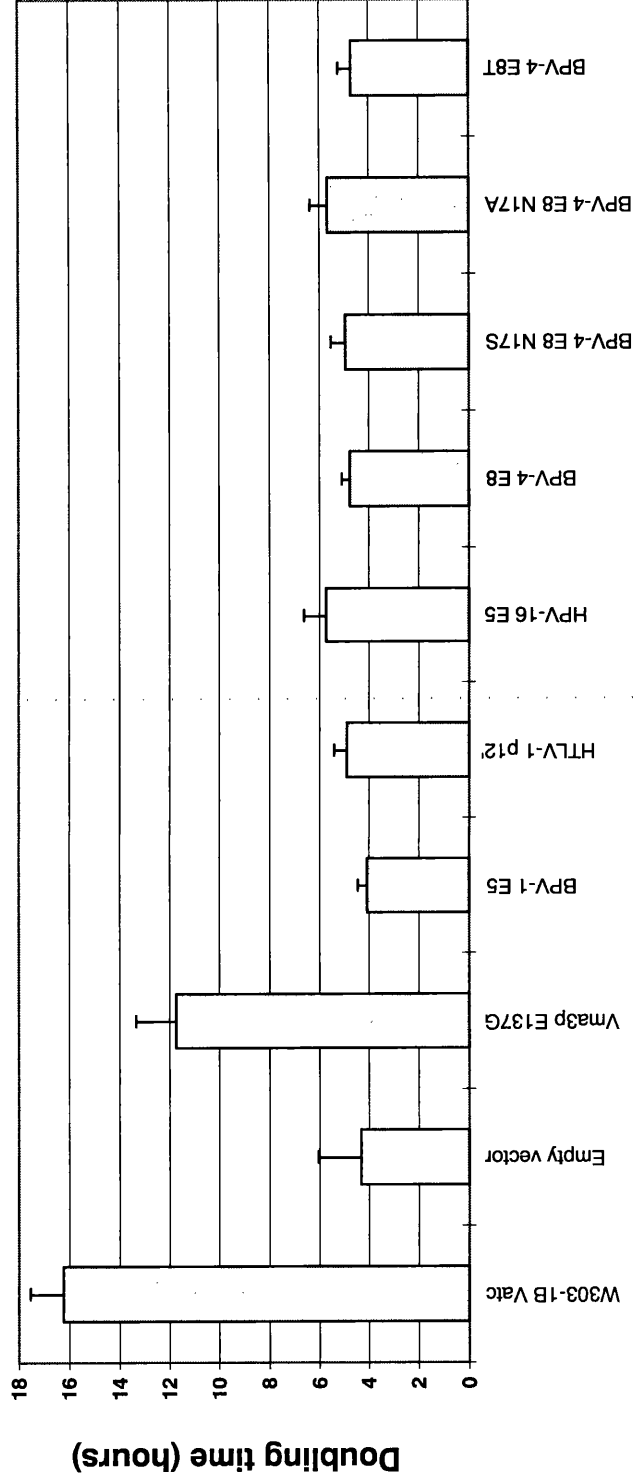 Doubling time (hours)
18
16
14
12
10
8
6
4
2
0
W303-1B Vatc
Empty vector
Vma3p E137G
BPV-1 E5
HTLV-1 p12'
HPV-16 E5
BPV-4 E8
BPV-4 E8 N17S
BPV-4 E8 N17A
BPV-4 E8T